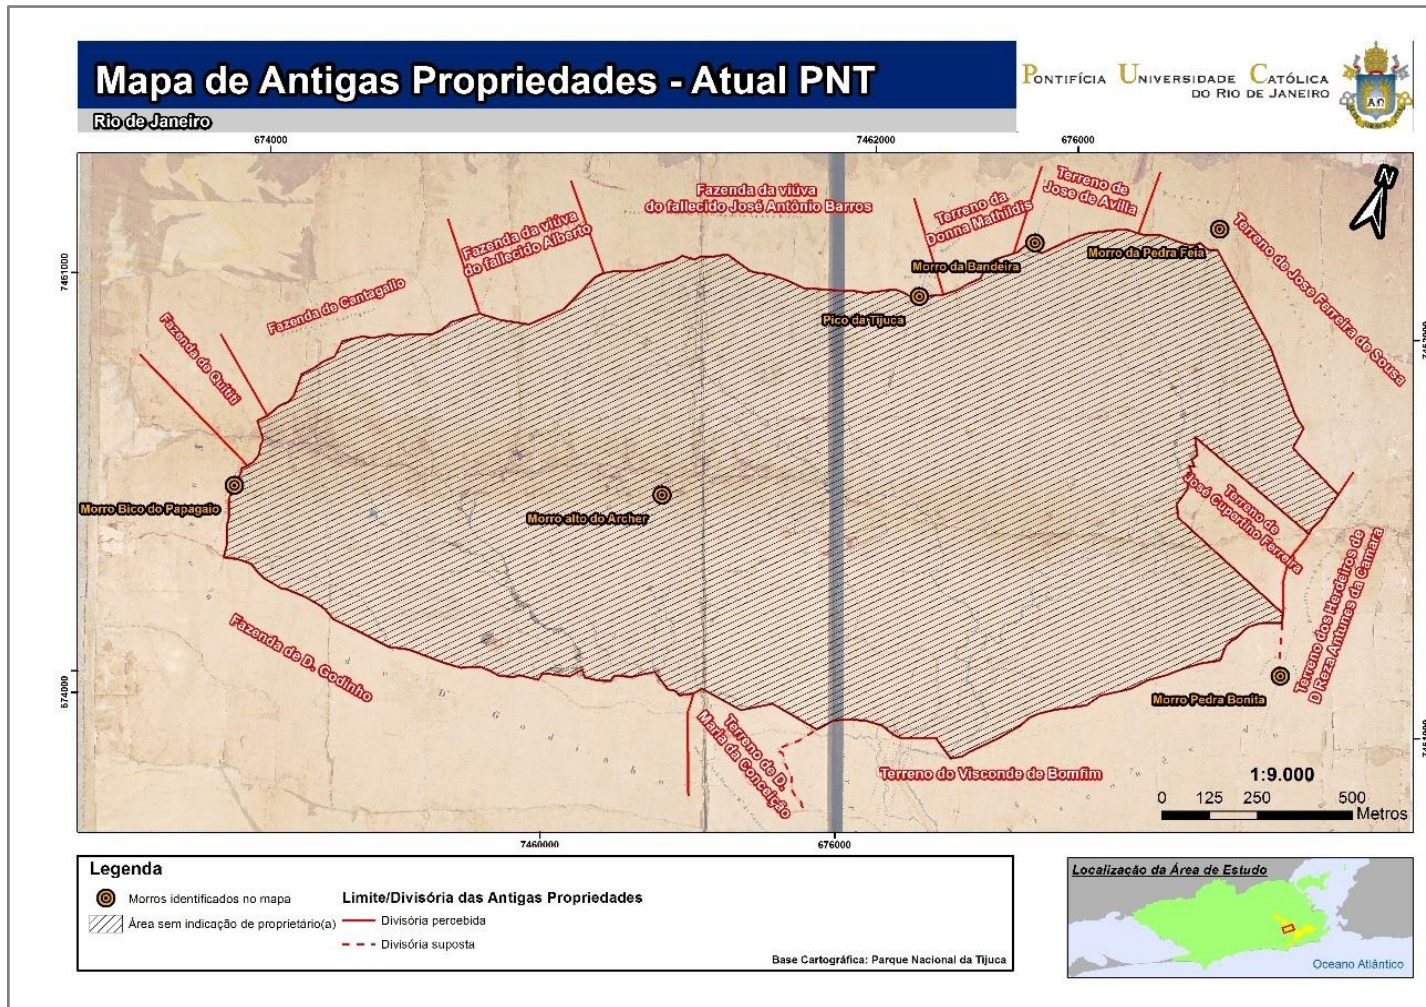 Mapa de Antigas Propriedades - Atual PNT
Rio de Janeiro
PONTIFÍCIA UNIVERSIDADE CATÓLICA
DO RIO DE JANEIRO
ΑΩ
674000
7462000
676000
N
Fazenda da viúva
do fallecido José Antônio Barros
Terreno de
Jose de Avilla
Terreno da
Donna Mathildis
Fazenda da viúva
do fallecido Alberto
Terreno de Jose Ferreira de Sousa
Morro da Bandeira
Morro da Pedra Feia
7461000
Fazenda de Cantagallo
Pico da Tijuca
Fazenda de Quititi
Morro Bico do Papagaio
Morro alto do Archer
Terreno de
José Cupertino Ferreira
Terreno dos Herdeiros de
D Reza Antunes da Camara
Fazenda de D. Godinho
674000
Morro Pedra Bonita
Terreno de D.
Maria da Conceição
Terreno do Visconde de Bomfim
1:9.000
0 125 250 500
Metros
7460000
676000
Legenda
Morros identificados no mapa
Área sem indicação de proprietário(a)
Limite/Divisória das Antigas Propriedades
Divisória percebida
Divisória suposta
Base Cartográfica: Parque Nacional da Tijuca
Localização da Área de Estudo
Oceano Atlântico